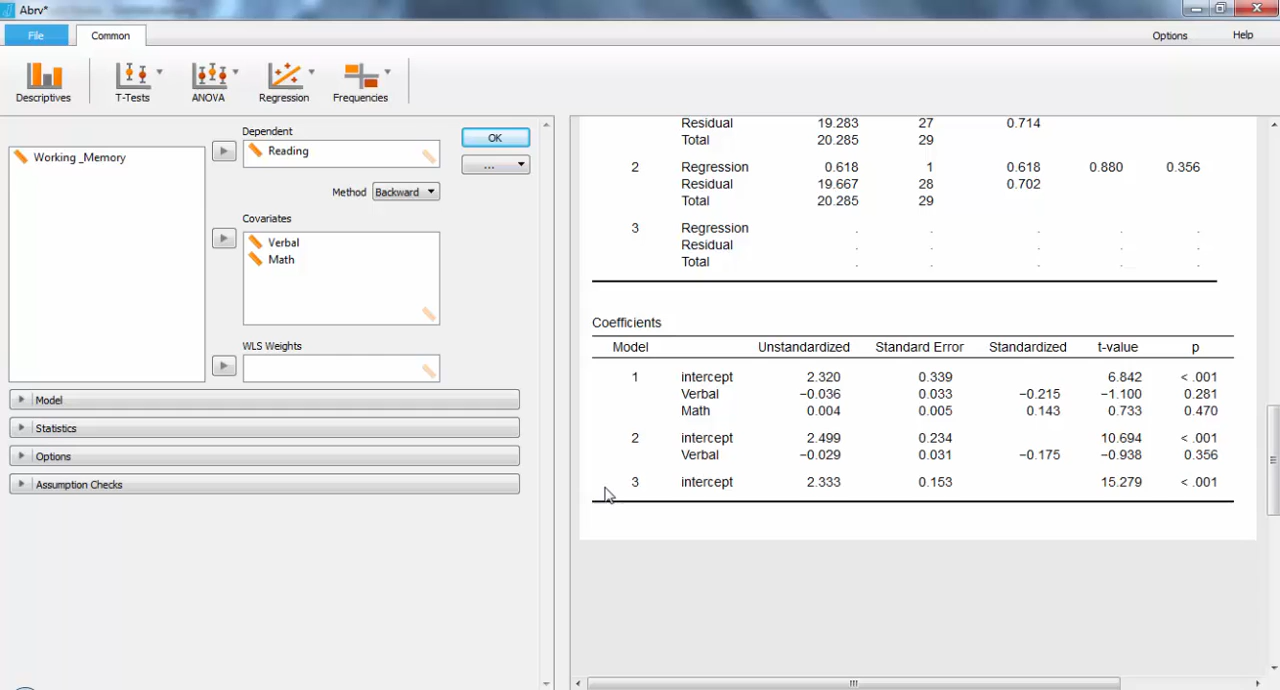 Abrv*
File Common Options Help
Descriptives T-Tests ANOVA Regression Frequencies
Working _Memory
Dependent
Reading
OK
...
Method Backward
Covariates
Verbal
Math
WLS Weights
Model
Statistics
Options
Assumption Checks
Residual 19.283 27 0.714
Total 20.285 29
2 Regression 0.618 1 0.618 0.880 0.356
Residual 19.667 28 0.702
Total 20.285 29
3 Regression . . . . .
Residual . . . . .
Total . . . . .
Coefficients
Model Unstandardized Standard Error Standardized t-value p
1 intercept 2.320 0.339 6.842 < .001
Verbal −0.036 0.033 −0.215 −1.100 0.281
Math 0.004 0.005 0.143 0.733 0.470
2 intercept 2.499 0.234 10.694 < .001
Verbal −0.029 0.031 −0.175 −0.938 0.356
3 intercept 2.333 0.153 15.279 < .001